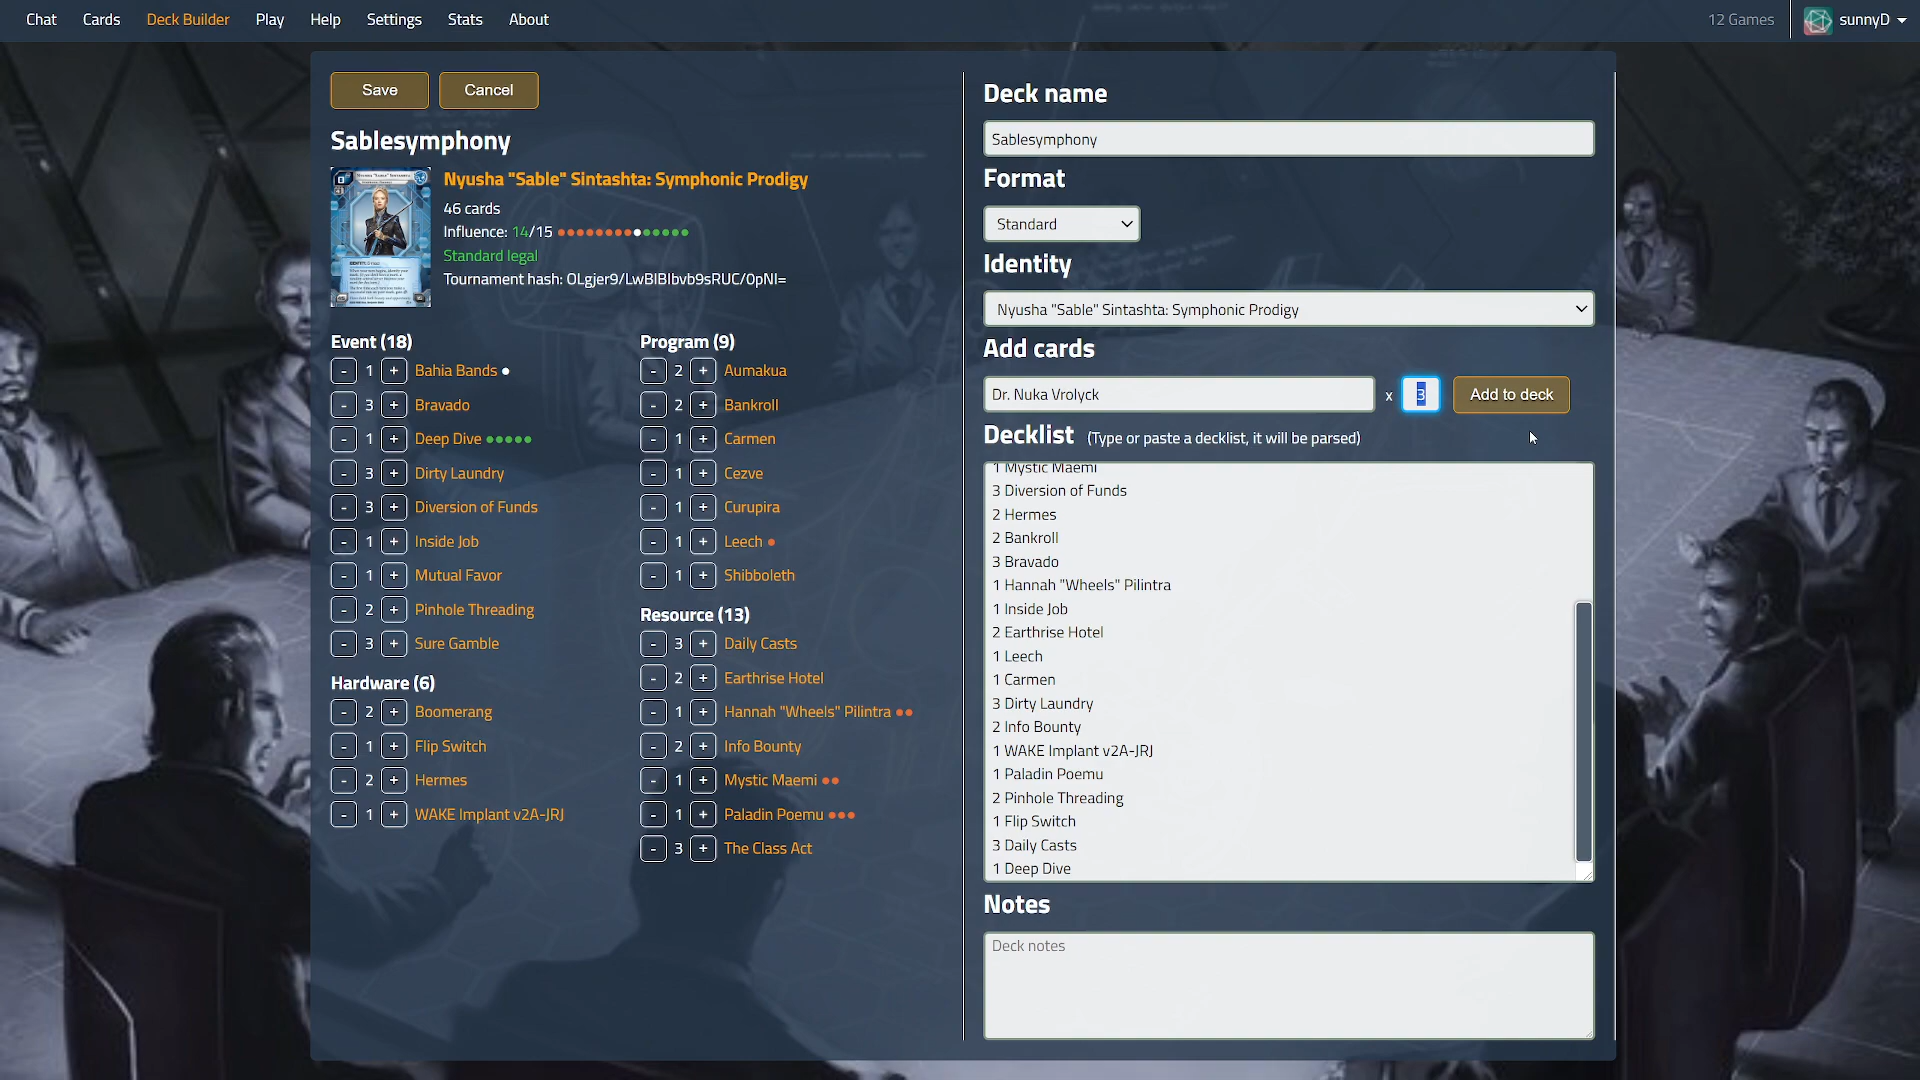 Chat Cards Deck Builder Play Help Settings Stats About 12 Games sunnyD
Save Cancel
Sablesymphony
Nyusha "Sable" Sintashta: Symphonic Prodigy
46 cards
Influence: 14/15
Standard legal
Tournament hash: OLgjer9/LwBIBIbvb9sRUC/0pNI=
Event (18)
- 1 + Bahia Bands
- 3 + Bravado
- 1 + Deep Dive
- 3 + Dirty Laundry
- 3 + Diversion of Funds
- 1 + Inside Job
- 1 + Mutual Favor
- 2 + Pinhole Threading
- 3 + Sure Gamble
Hardware (6)
- 2 + Boomerang
- 1 + Flip Switch
- 2 + Hermes
- 1 + WAKE Implant v2A-JRJ
Program (9)
- 2 + Aumakua
- 2 + Bankroll
- 1 + Carmen
- 1 + Cezve
- 1 + Curupira
- 1 + Leech
- 1 + Shibboleth
Resource (13)
- 3 + Daily Casts
- 2 + Earthrise Hotel
- 1 + Hannah "Wheels" Pilintra
- 2 + Info Bounty
- 1 + Mystic Maemi
- 1 + Paladin Poemu
- 3 + The Class Act
Deck name
Sablesymphony
Format
Standard
Identity
Nyusha "Sable" Sintashta: Symphonic Prodigy
Add cards
Dr. Nuka Vrolyck x 3 Add to deck
Decklist (Type or paste a decklist, it will be parsed)
1 Mystic Maemi
3 Diversion of Funds
2 Hermes
2 Bankroll
3 Bravado
1 Hannah "Wheels" Pilintra
1 Inside Job
2 Earthrise Hotel
1 Leech
1 Carmen
3 Dirty Laundry
2 Info Bounty
1 WAKE Implant v2A-JRJ
1 Paladin Poemu
2 Pinhole Threading
1 Flip Switch
3 Daily Casts
1 Deep Dive
Notes
Deck notes